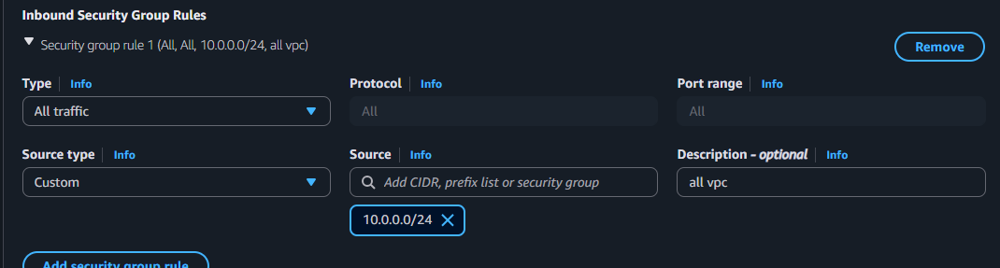 Inbound Security Group Rules
Security group rule 1 (All, All, 10.0.0.0/24, all vpc)
Remove
Type Info
Protocol Info
Port range Info
All traffic
All
All
Source type Info
Source Info
Description - optional Info
Custom
Add CIDR, prefix list or security group
all vpc
10.0.0.0/24
Add security group rule